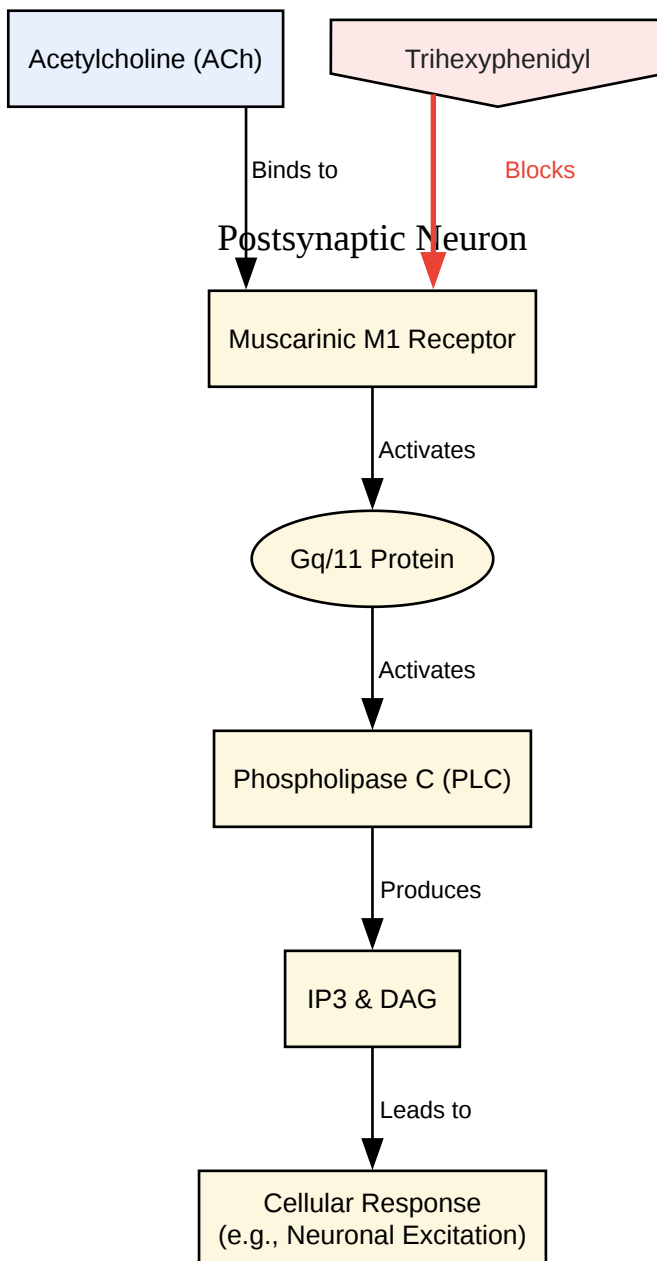 Acetylcholine (ACh)
Trihexyphenidyl
Binds to
Blocks
Postsynaptic Neuron
Muscarinic M1 Receptor
Activates
Gq/11 Protein
Activates
Phospholipase C (PLC)
Produces
IP3 & DAG
Leads to
Cellular Response
(e.g., Neuronal Excitation)